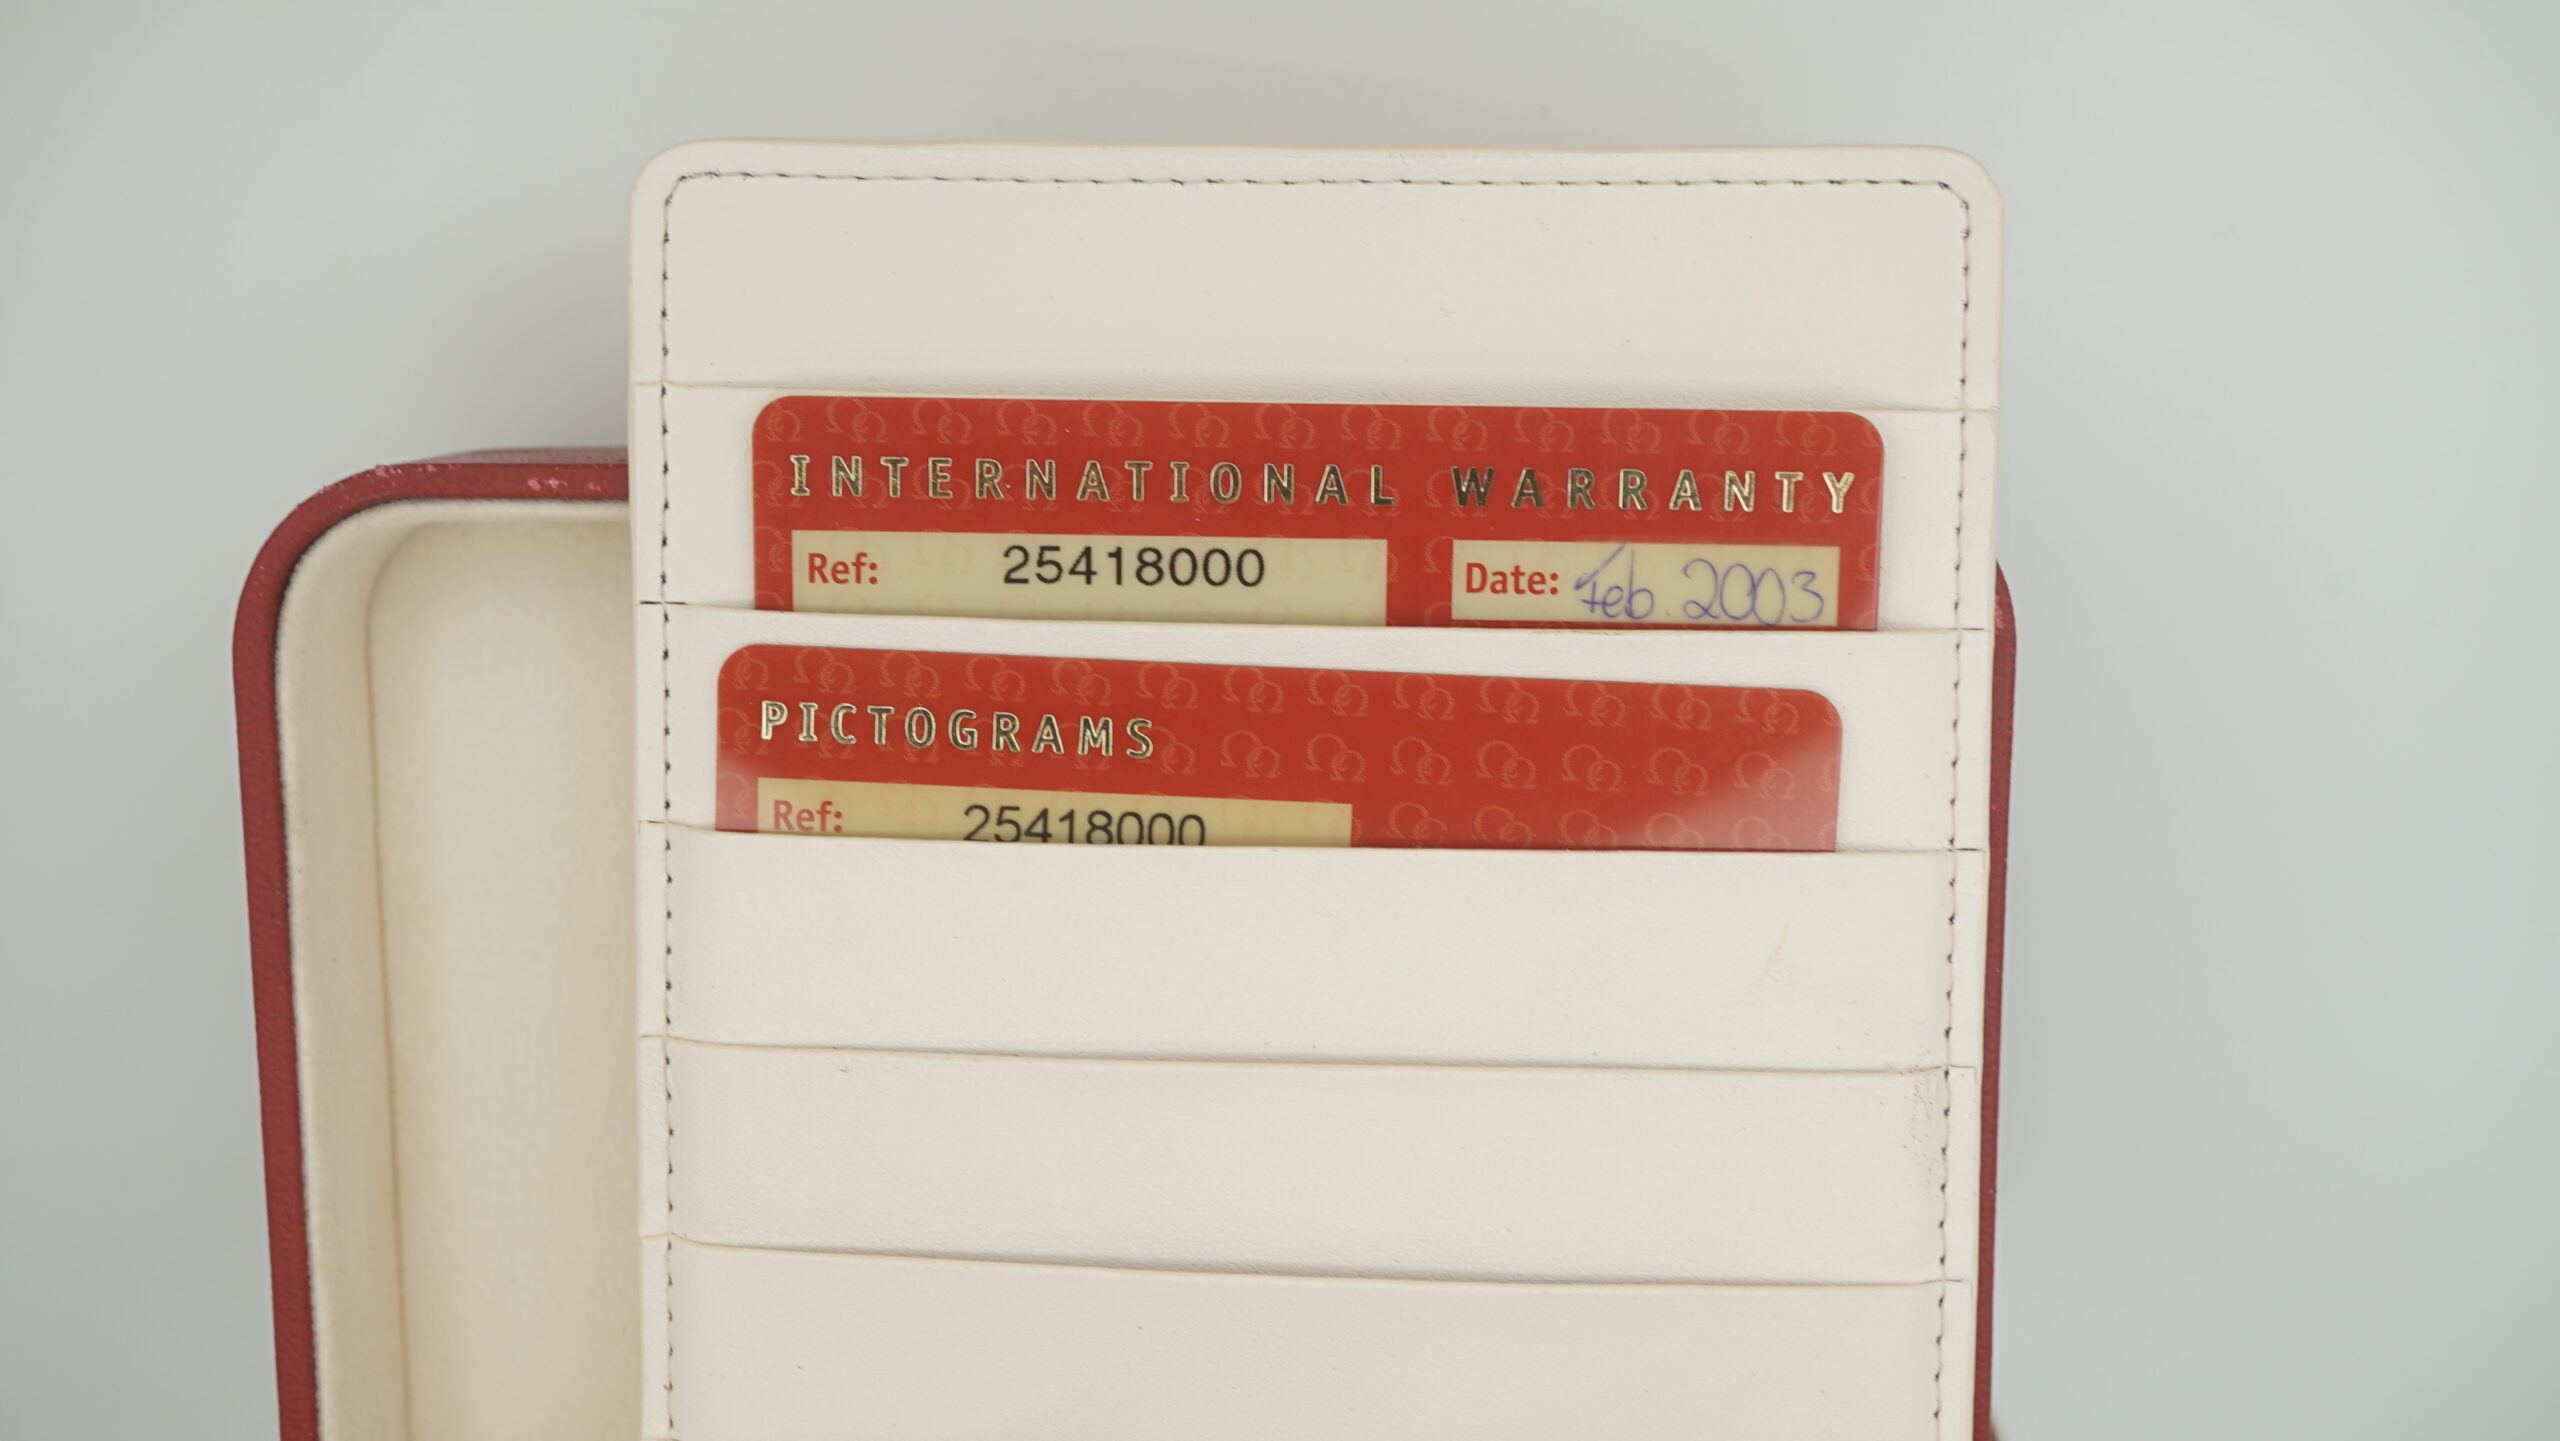 INTERNATIONAL WARRANTY
Ref: 25418000 Date: Feb. 2003
PICTOGRAMS
Ref: 25418000